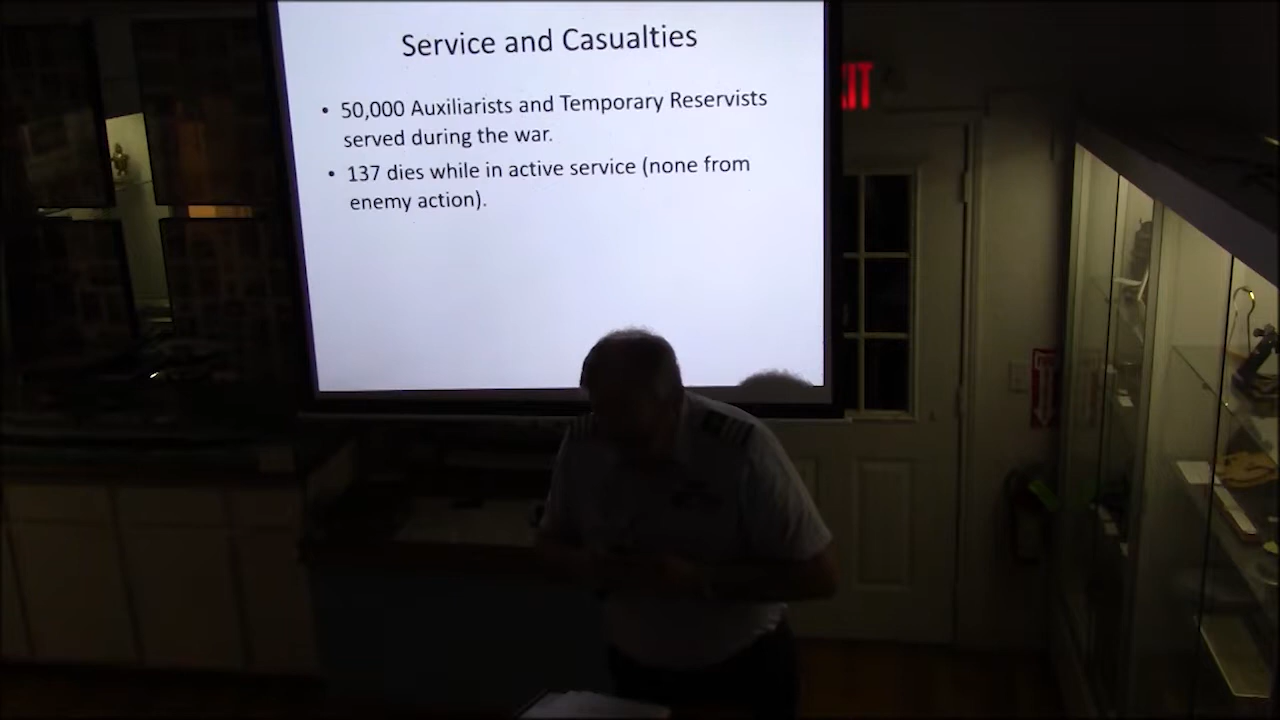 Service and Casualties
• 50,000 Auxiliarists and Temporary Reservists
served during the war.
• 137 dies while in active service (none from
enemy action).
XIT